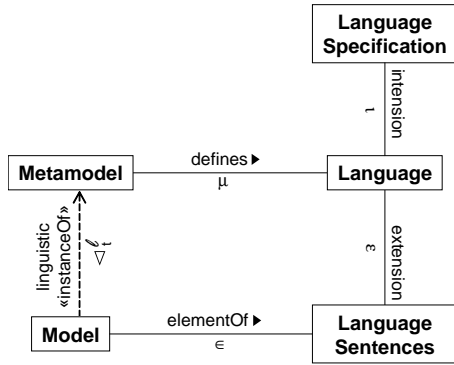 Language
Specification
intension
ι
defines ▶
Metamodel
μ
Language
linguistic
«instanceOf»
◁ ℓ t
extension
ε
elementOf ▶
Model
∈
Language
Sentences